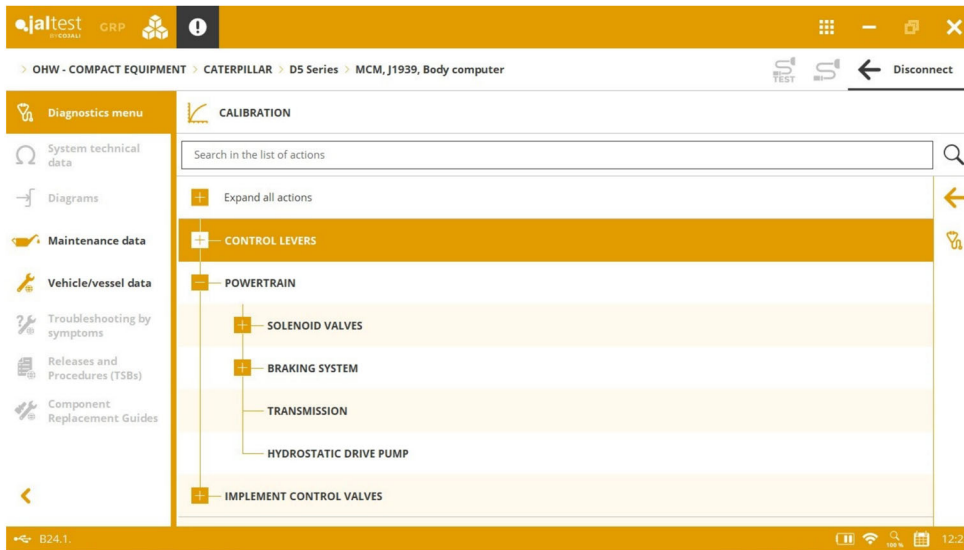 jaltest GRP
BY COJALI
> OHW - COMPACT EQUIPMENT > CATERPILLAR > D5 Series > MCM, J1939, Body computer
TEST
Disconnect
Diagnostics menu
System technical
data
Diagrams
Maintenance data
Vehicle/vessel data
Troubleshooting by
symptoms
Releases and
Procedures (TSBs)
Component
Replacement Guides
CALIBRATION
Search in the list of actions
Expand all actions
CONTROL LEVERS
POWERTRAIN
SOLENOID VALVES
BRAKING SYSTEM
TRANSMISSION
HYDROSTATIC DRIVE PUMP
IMPLEMENT CONTROL VALVES
B24.1.
100 %
12:2